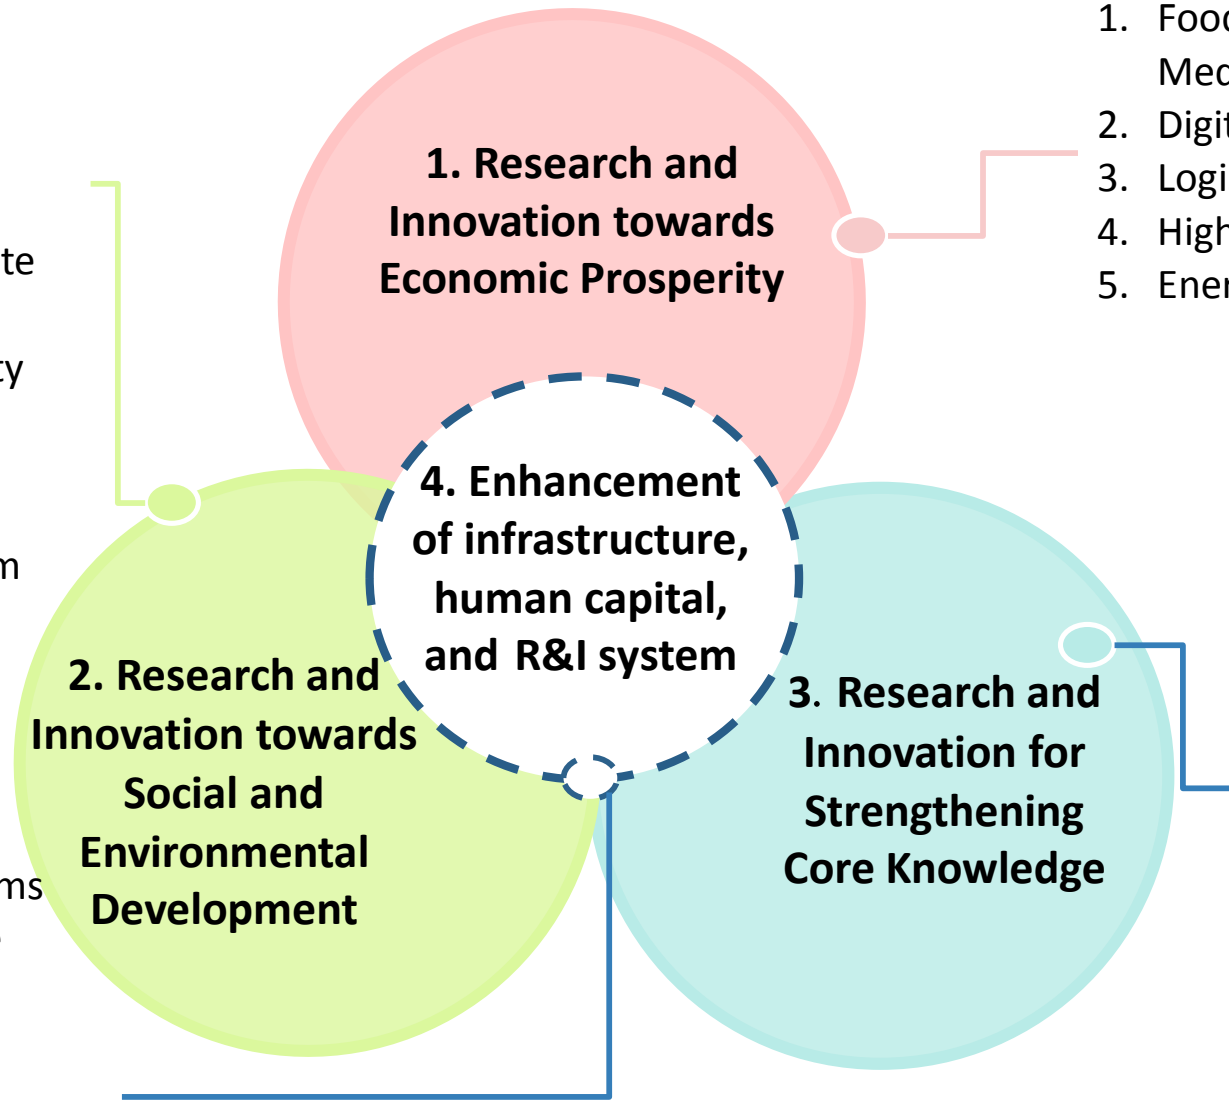 1. Research and
Innovation towards
Economic Prosperity
1.
2.
3.
4.
5.
4. Enhancement
of infrastructure,
human capital,
and R&I system
2. Research and
Innovation towards
Social and
Environmental
Development
3. Research and
Innovation for
Strengthening
Core Knowledge